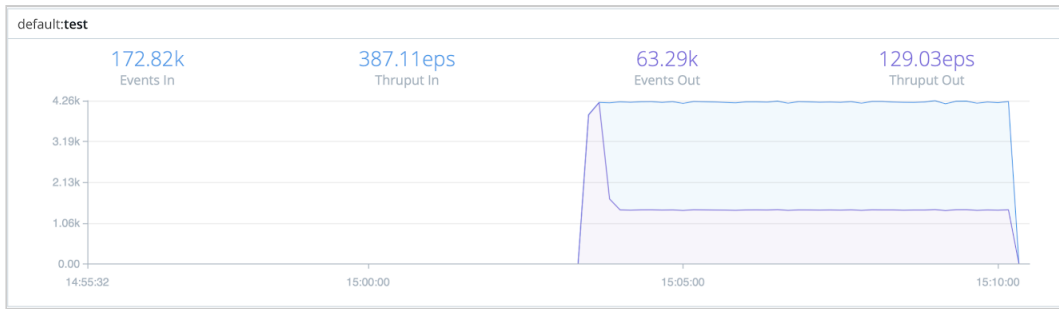 default:test
172.82k 387.11eps 63.29k 129.03eps
Events In Thruput In Events Out Thruput Out
4.26k
3.19k
2.13k
1.06k
0.00
14:55:32 15:00:00 15:05:00 15:10:00